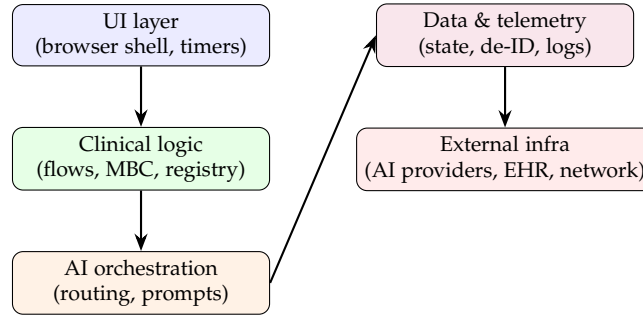 UI layer
(browser shell, timers)
Clinical logic
(flows, MBC, registry)
AI orchestration
(routing, prompts)
Data & telemetry
(state, de-ID, logs)
External infra
(AI providers, EHR, network)